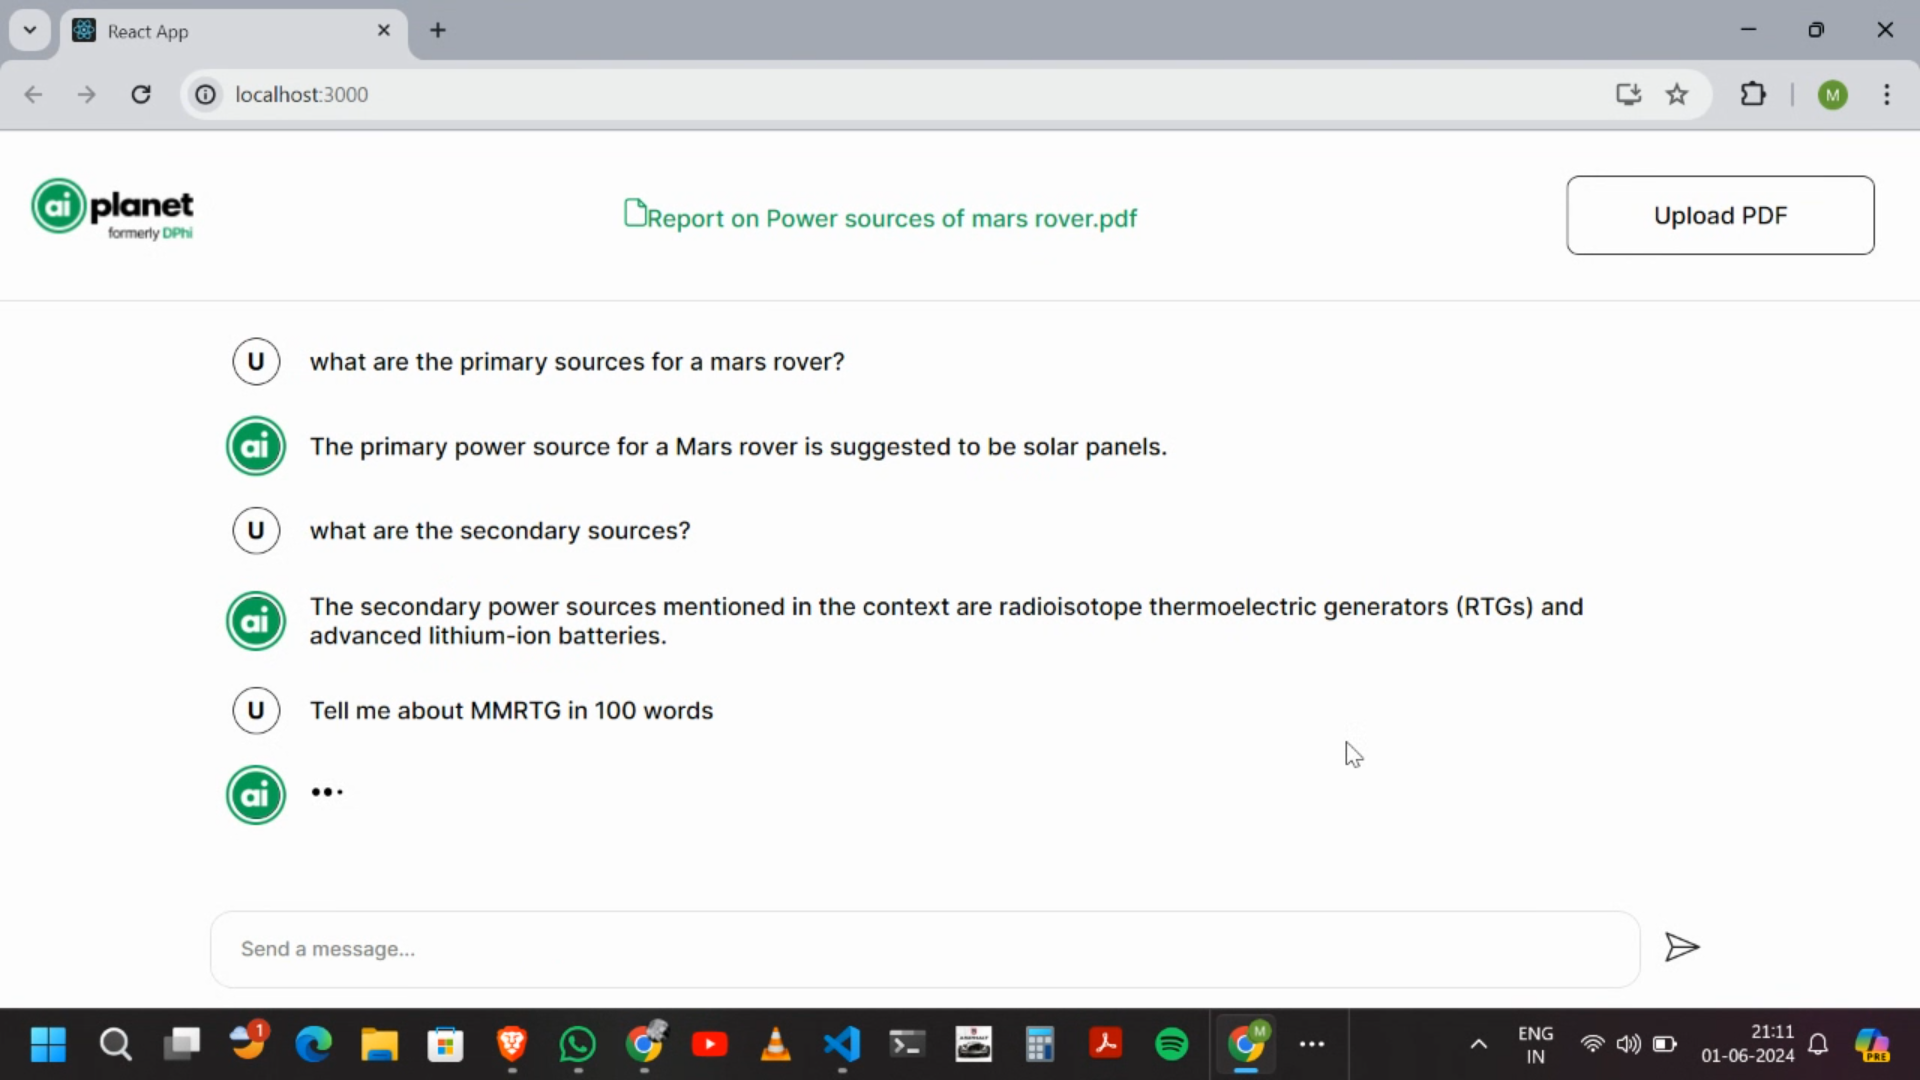 React App
localhost:3000
M
ai planet
formerly DPhi
Report on Power sources of mars rover.pdf
Upload PDF
U what are the primary sources for a mars rover?
ai The primary power source for a Mars rover is suggested to be solar panels.
U what are the secondary sources?
ai The secondary power sources mentioned in the context are radioisotope thermoelectric generators (RTGs) and
advanced lithium-ion batteries.
U Tell me about MMRTG in 100 words
ai •••
Send a message...
1
M
ENG
IN
21:11
01-06-2024
PRE